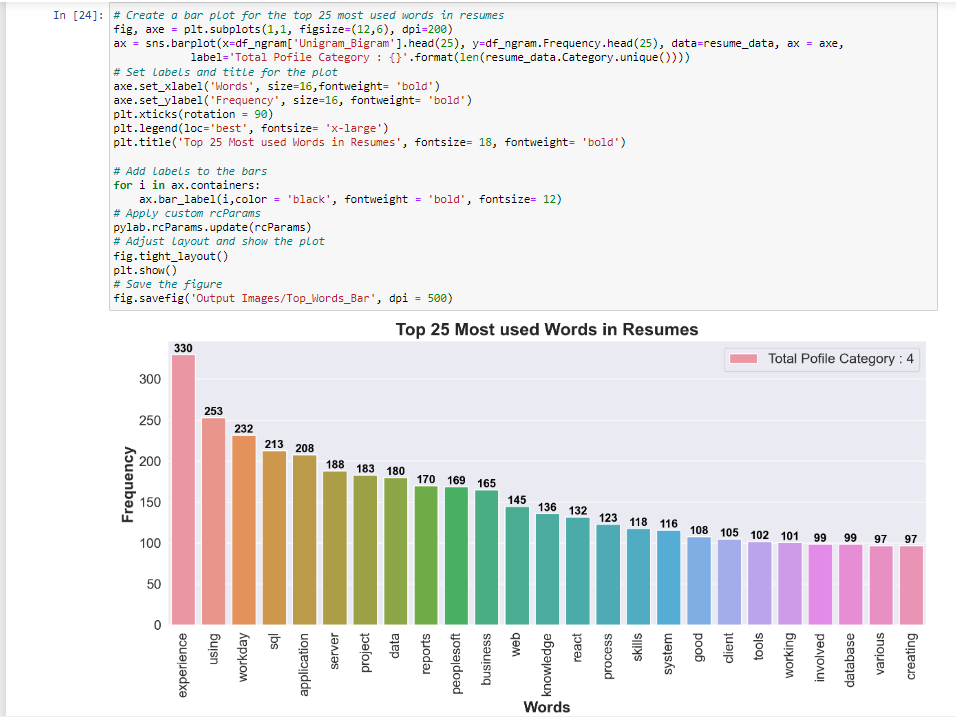 In [24]: # Create a bar plot for the top 25 most used words in resumes
fig, axe = plt.subplots(1,1, figsize=(12,6), dpi=200)
ax = sns.barplot(x=df_ngram['Unigram_Bigram'].head(25), y=df_ngram.Frequency.head(25), data=resume_data, ax = axe,
label='Total Pofile Category : {}'.format(len(resume_data.Category.unique())))
# Set labels and title for the plot
axe.set_xlabel('Words', size=16,fontweight= 'bold')
axe.set_ylabel('Frequency', size=16, fontweight= 'bold')
plt.xticks(rotation = 90)
plt.legend(loc='best', fontsize= 'x-large')
plt.title('Top 25 Most used Words in Resumes', fontsize= 18, fontweight= 'bold')
# Add labels to the bars
for i in ax.containers:
ax.bar_label(i,color = 'black', fontweight = 'bold', fontsize= 12)
# Apply custom rcParams
pylab.rcParams.update(rcParams)
# Adjust layout and show the plot
fig.tight_layout()
plt.show()
# Save the figure
fig.savefig('Output Images/Top_Words_Bar', dpi = 500)
Top 25 Most used Words in Resumes
Total Pofile Category : 4
330 253 232 213 208 188 183 180 170 169 165 145 136 132 123 118 116 108 105 102 101 99 99 97 97
300
250
200
150
100
50
0
Frequency
experience using workday sql application server project data reports peoplesoft business web knowledge react process skills system good client tools working involved database various creating
Words